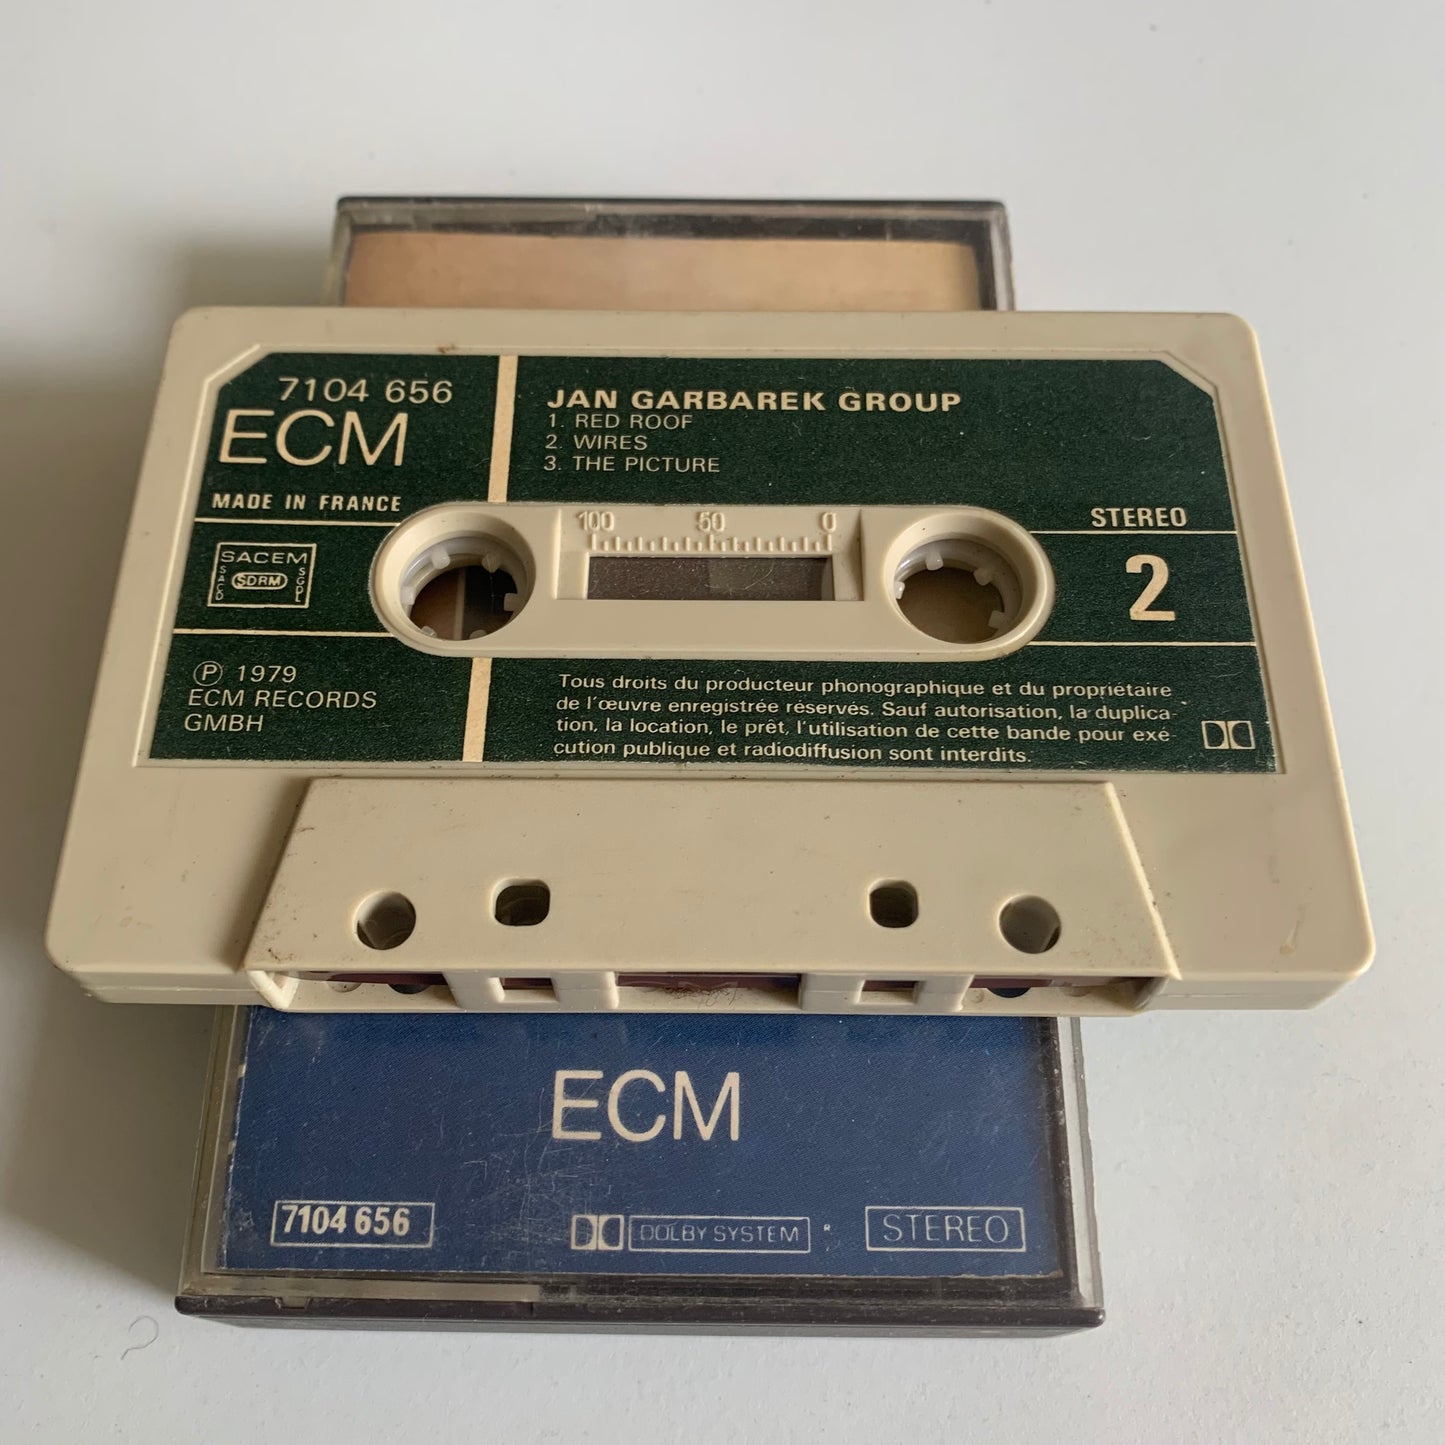 7104 656
ECM
MADE IN FRANCE
SACEM
SACD
SDRM
SGDL
Ⓟ 1979
ECM RECORDS
GMBH
JAN GARBAREK GROUP
1. RED ROOF
2. WIRES
3. THE PICTURE
100 50 0
STEREO
2
Tous droits du producteur phonographique et du propriétaire
de l'œuvre enregistrée réservés. Sauf autorisation, la duplica-
tion, la location, le prêt, l'utilisation de cette bande pour exé-
cution publique et radiodiffusion sont interdits.
ECM
7104 656
DOLBY SYSTEM ®
STEREO